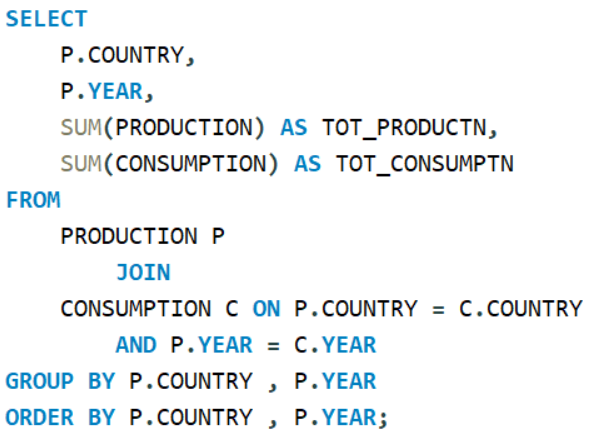 SELECT
P.COUNTRY,
P.YEAR,
SUM(PRODUCTION) AS TOT_PRODUCTN,
SUM(CONSUMPTION) AS TOT_CONSUMPTN
FROM
PRODUCTION P
JOIN
CONSUMPTION C ON P.COUNTRY = C.COUNTRY
AND P.YEAR = C.YEAR
GROUP BY P.COUNTRY , P.YEAR
ORDER BY P.COUNTRY , P.YEAR;